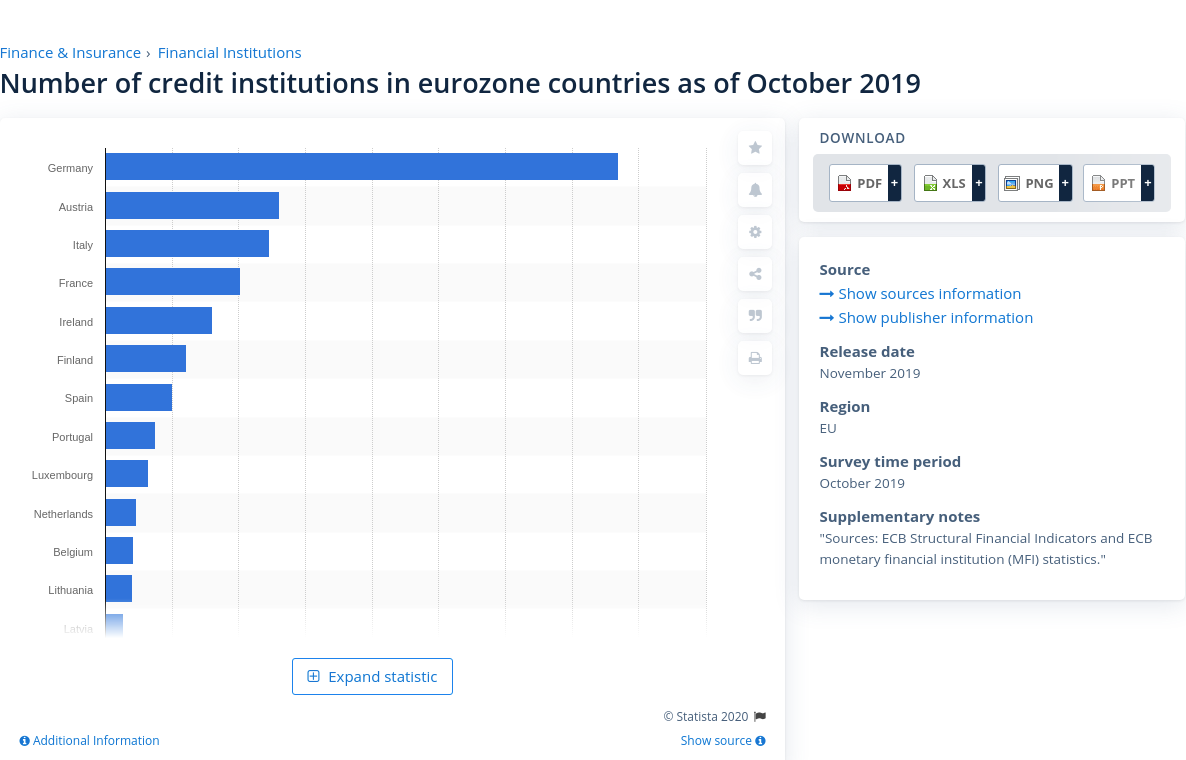 Finance & Insurance › Financial Institutions
Number of credit institutions in eurozone countries as of October 2019
Germany
Austria
Italy
France
Ireland
Finland
Spain
Portugal
Luxembourg
Netherlands
Belgium
Lithuania
Latvia
Expand statistic
© Statista 2020
Additional Information
Show source
DOWNLOAD
PDF + XLS + PNG + PPT +
Source
Show sources information
Show publisher information
Release date
November 2019
Region
EU
Survey time period
October 2019
Supplementary notes
"Sources: ECB Structural Financial Indicators and ECB
monetary financial institution (MFI) statistics."